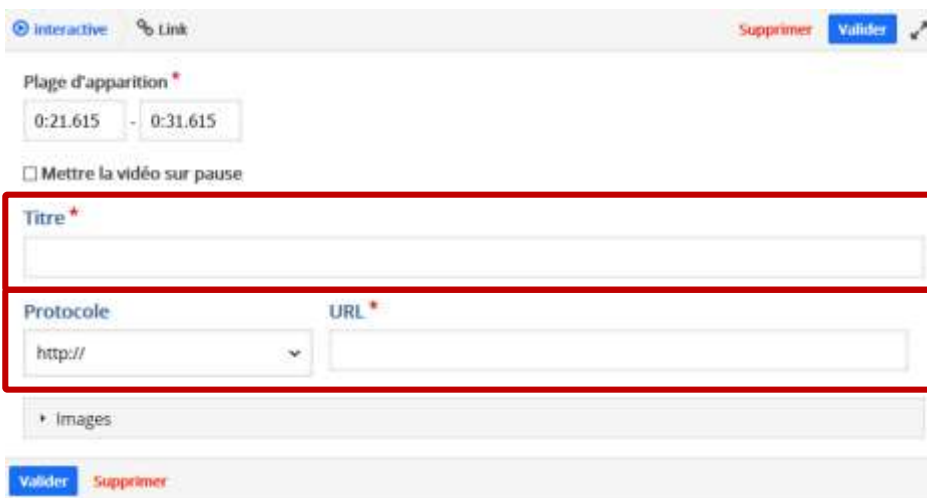 interactive Link Supprimer Valider
Plage d'apparition *
0:21.615 - 0:31.615
Mettre la vidéo sur pause
Titre *
Protocole URL *
http://
Images
Valider Supprimer